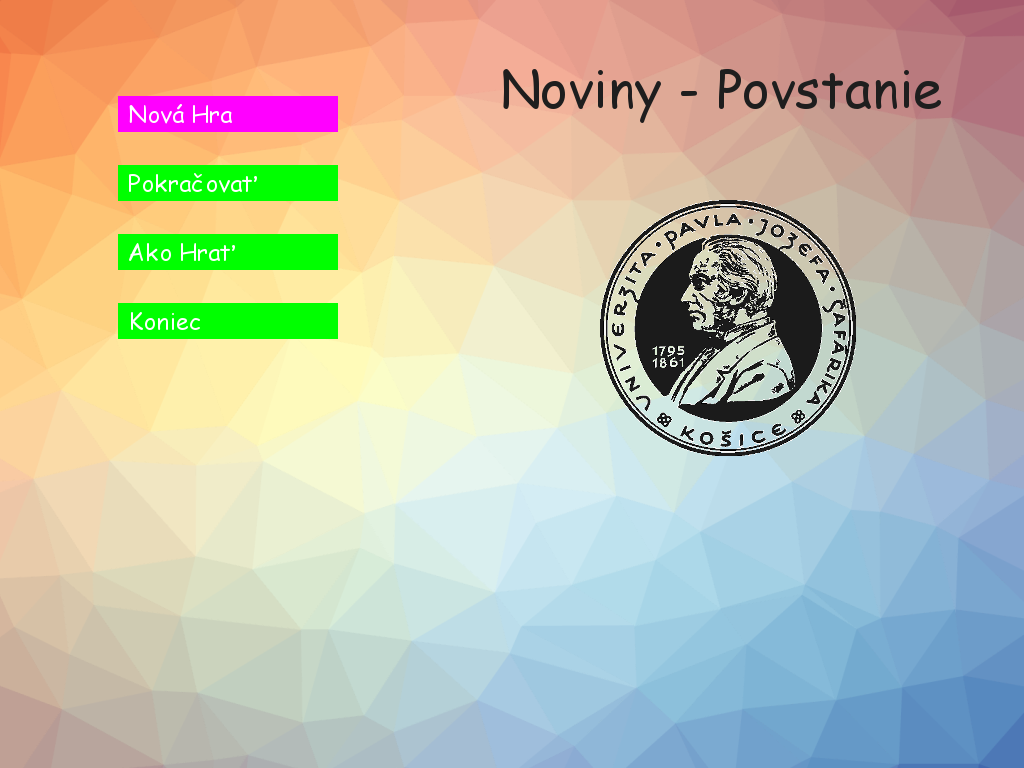 Noviny - Povstanie
Nová Hra
Pokračovať
Ako Hrať
Koniec
UNIVERZITA · PAVLA · JOZEFA · ŠAFÁRIKA
1795
1861
KOŠICE